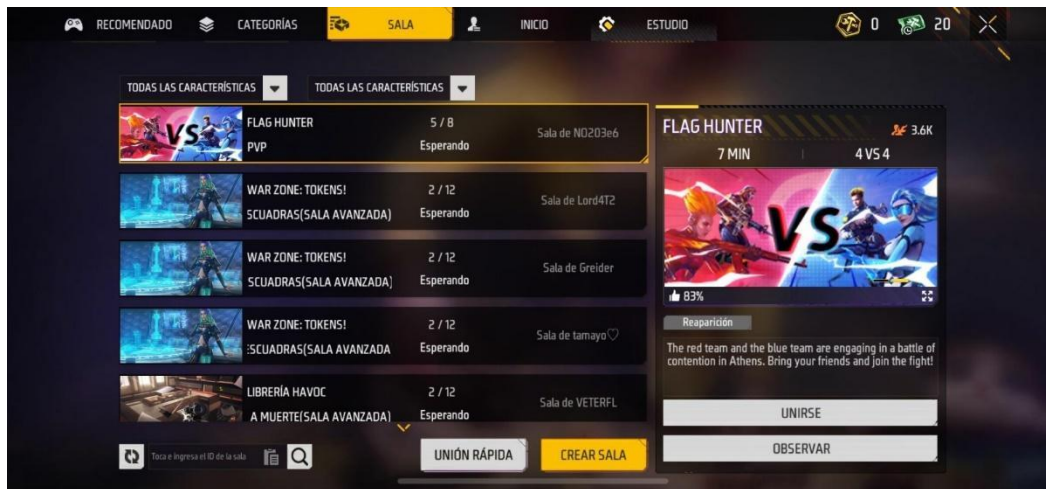 RECOMENDADO
CATEGORÍAS
SALA
INICIO
ESTUDIO
0
20
TODAS LAS CARACTERÍSTICAS
TODAS LAS CARACTERÍSTICAS
VS
FLAG HUNTER
PVP
5 / 8
Esperando
Sala de NO203e6
WAR ZONE: TOKENS!
SCUADRAS(SALA AVANZADA)
2 / 12
Esperando
Sala de Lord4T2
WAR ZONE: TOKENS!
SCUADRAS(SALA AVANZADA)
2 / 12
Esperando
Sala de Greider
WAR ZONE: TOKENS!
:SCUADRAS(SALA AVANZADA
2 / 12
Esperando
Sala de tamayo♡
LIBRERÍA HAVOC
A MUERTE(SALA AVANZADA)
2 / 12
Esperando
Sala de VETERFL
Toca e ingresa el ID de la sala
UNIÓN RÁPIDA
CREAR SALA
FLAG HUNTER
3.6K
7 MIN
4 VS 4
VS
83%
Reaparición
The red team and the blue team are engaging in a battle of
contention in Athens. Bring your friends and join the fight!
UNIRSE
OBSERVAR